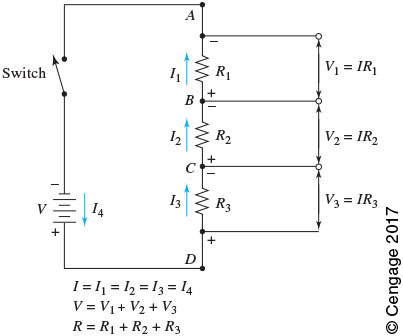 A
−
Switch
I₁
R₁
V₁ = IR₁
+
B
−
I₂
R₂
V₂ = IR₂
+
C
−
−
V
I₄
I₃
R₃
V₃ = IR₃
+
+
D
I = I₁ = I₂ = I₃ = I₄
V = V₁ + V₂ + V₃
R = R₁ + R₂ + R₃
© Cengage 2017